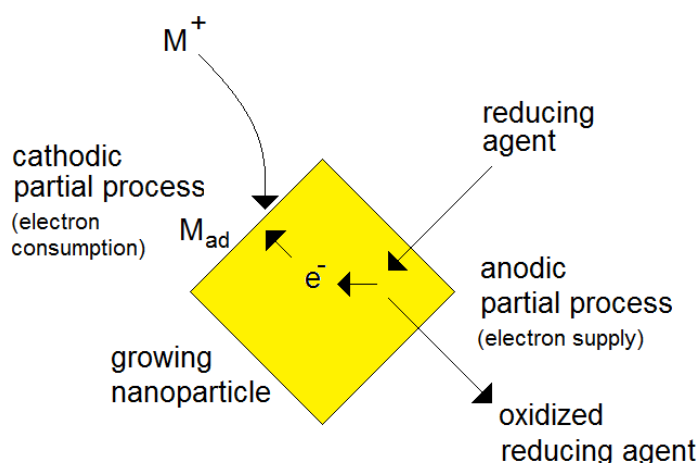 M+
reducing
agent
cathodic
partial process
(electron
consumption)
Mad
e-
anodic
partial process
(electron supply)
growing
nanoparticle
oxidized
reducing agent